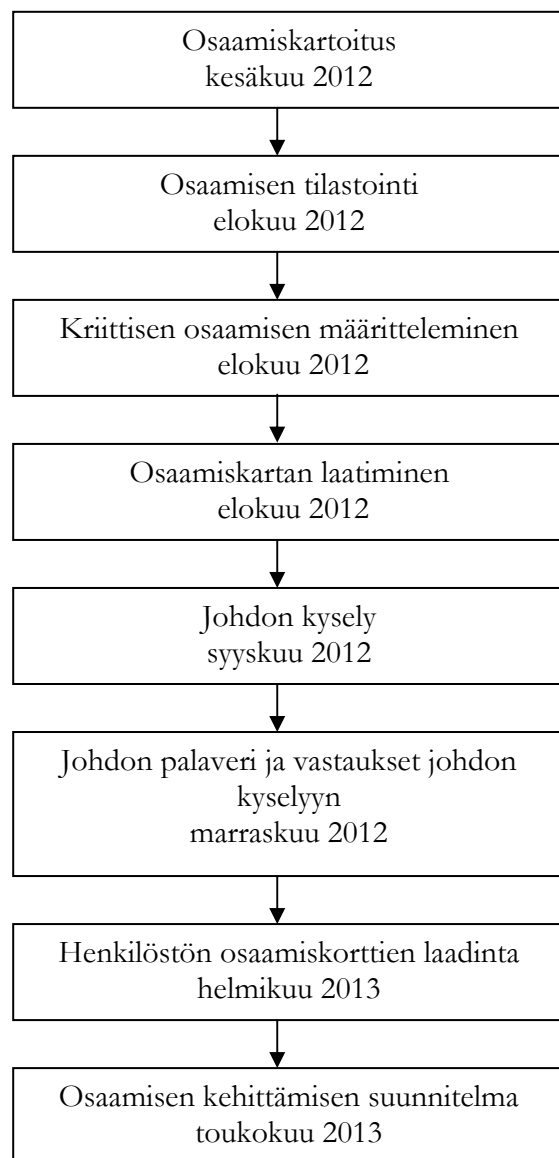 Osaamiskartoitus
kesäkuu 2012
Osaamisen tilastointi
elokuu 2012
Kriittisen osaamisen määritteleminen
elokuu 2012
Osaamiskartan laatiminen
elokuu 2012
Johdon kysely
syyskuu 2012
Johdon palaveri ja vastaukset johdon
kyselyyn
marraskuu 2012
Henkilöstön osaamiskorttien laadinta
helmikuu 2013
Osaamisen kehittämisen suunnitelma
toukokuu 2013